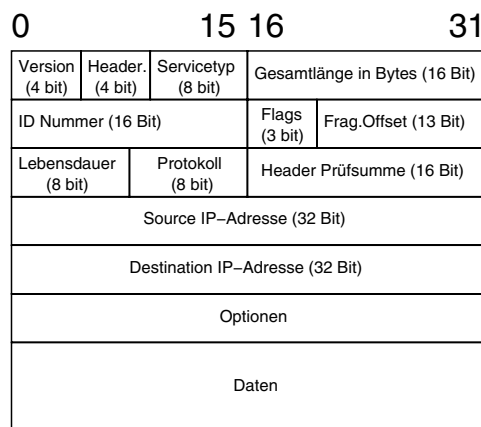 0 15 16 31
Version Header. Servicetyp Gesamtlänge in Bytes (16 Bit)
(4 bit) (4 bit) (8 bit)
ID Nummer (16 Bit) Flags Frag.Offset (13 Bit)
(3 bit)
Lebensdauer Protokoll Header Prüfsumme (16 Bit)
(8 bit) (8 bit)
Source IP−Adresse (32 Bit)
Destination IP−Adresse (32 Bit)
Optionen
Daten